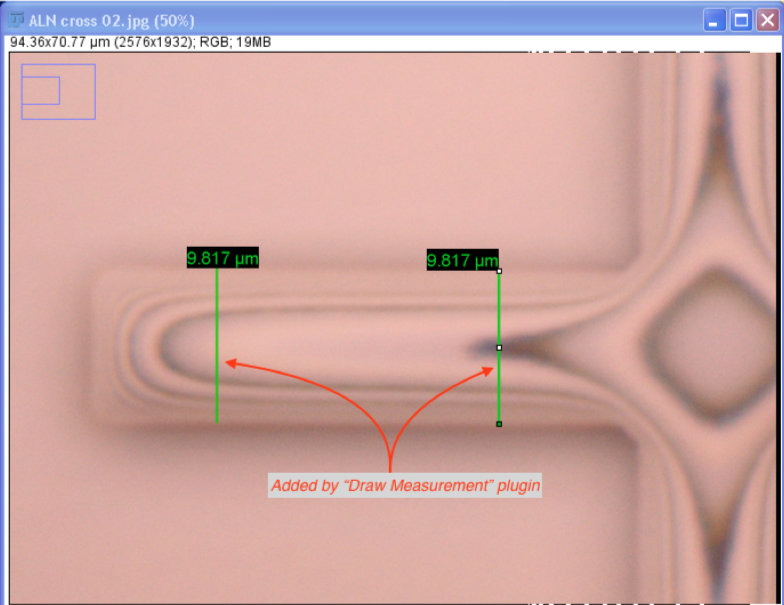 ALN cross 02.jpg (50%)
94.36x70.77 µm (2576x1932); RGB; 19MB
9.817 µm
9.817 µm
Added by “Draw Measurement” plugin